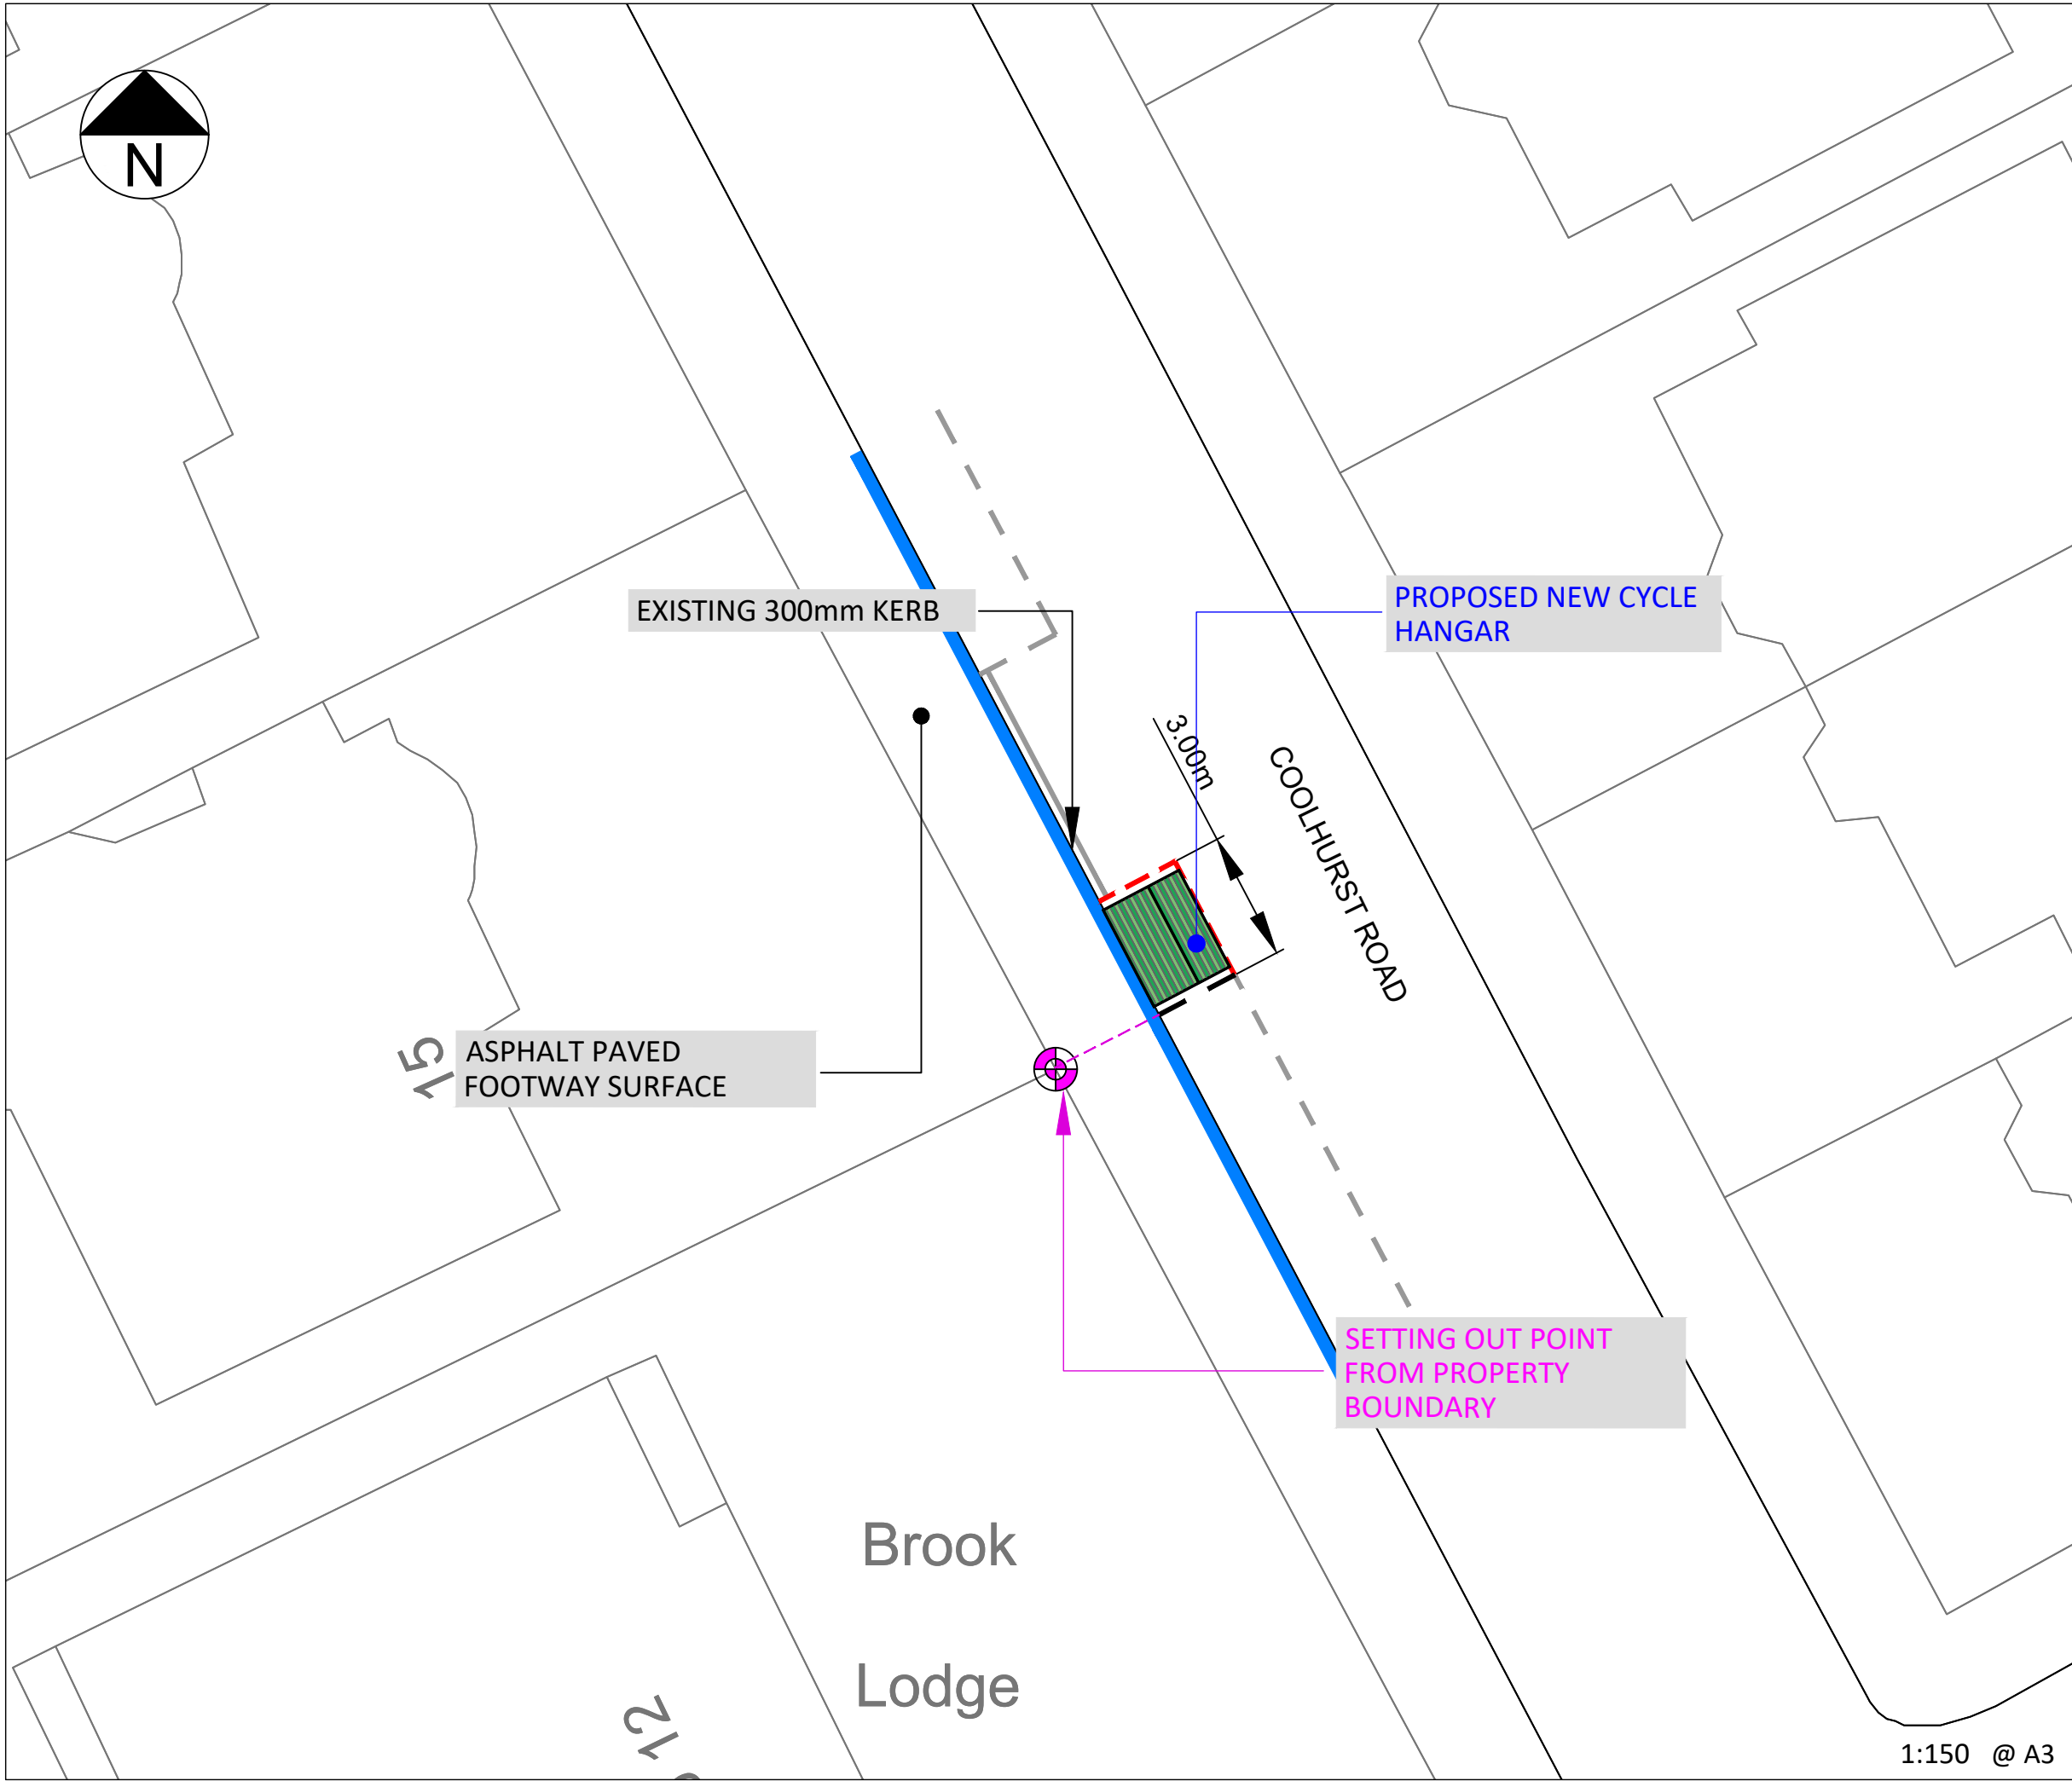 N
EXISTING 300mm KERB
PROPOSED NEW CYCLE
HANGAR
3.00m
COOLHURST ROAD
15
ASPHALT PAVED
FOOTWAY SURFACE
SETTING OUT POINT
FROM PROPERTY
BOUNDARY
Brook
Lodge
12
1:150 @ A3